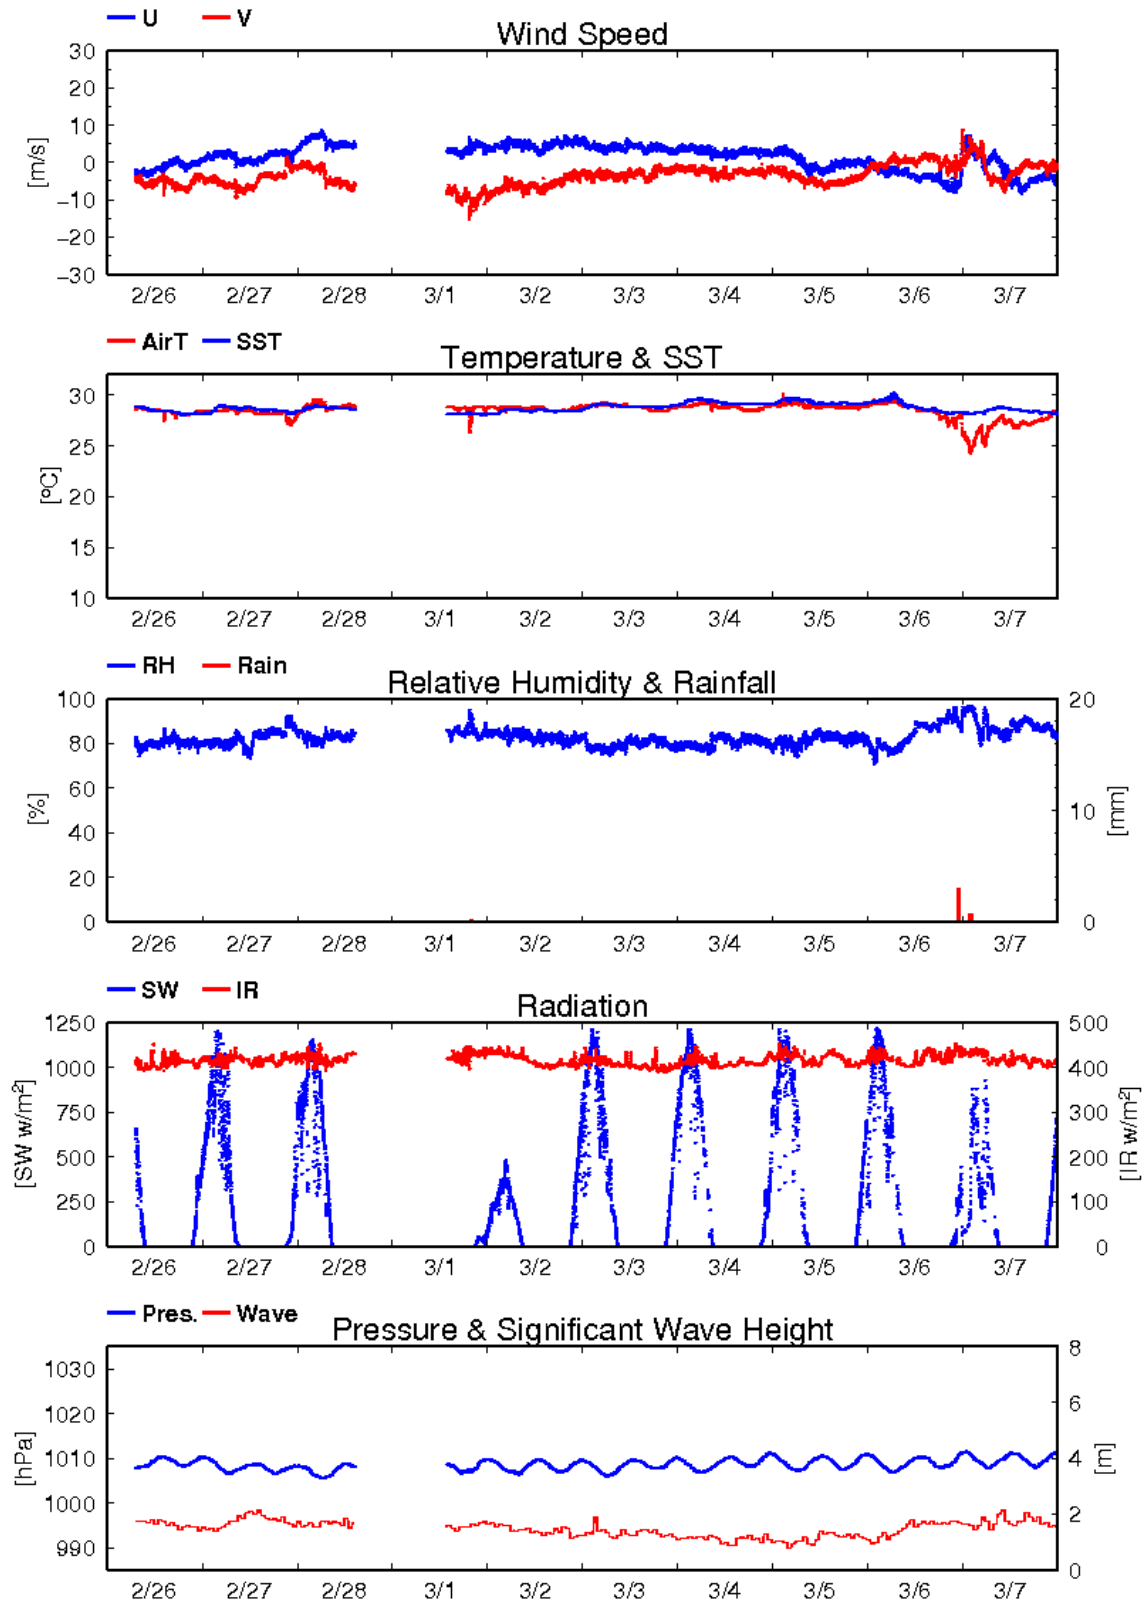 U V
Wind Speed
30
20
10
0
−10
−20
−30
[m/s]
2/26 2/27 2/28 3/1 3/2 3/3 3/4 3/5 3/6 3/7
AirT SST
Temperature & SST
30
25
20
15
10
[ºC]
2/26 2/27 2/28 3/1 3/2 3/3 3/4 3/5 3/6 3/7
RH Rain
Relative Humidity & Rainfall
100 20
80
60
40 10
20
0 0
[%] [mm]
2/26 2/27 2/28 3/1 3/2 3/3 3/4 3/5 3/6 3/7
SW IR
Radiation
1250 500
1000 400
750 300
500 200
250 100
0 0
[SW w/m²] [IR w/m²]
2/26 2/27 2/28 3/1 3/2 3/3 3/4 3/5 3/6 3/7
Pres. Wave
Pressure & Significant Wave Height
8
1030
1020 6
1010 4
1000 2
990
0
[hPa] [m]
2/26 2/27 2/28 3/1 3/2 3/3 3/4 3/5 3/6 3/7